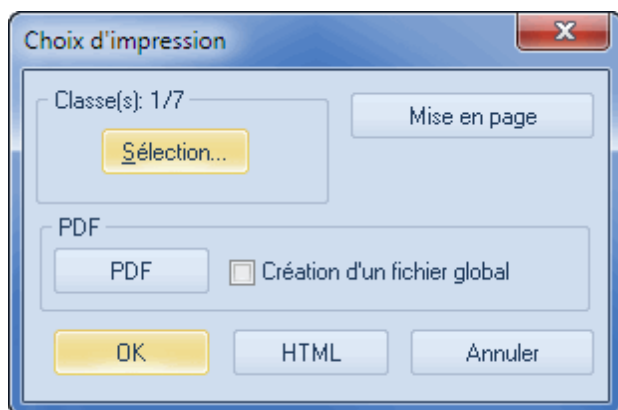 Choix d'impression
Classe(s): 1/7
Mise en page
Sélection...
PDF
PDF
Création d'un fichier global
OK
HTML
Annuler